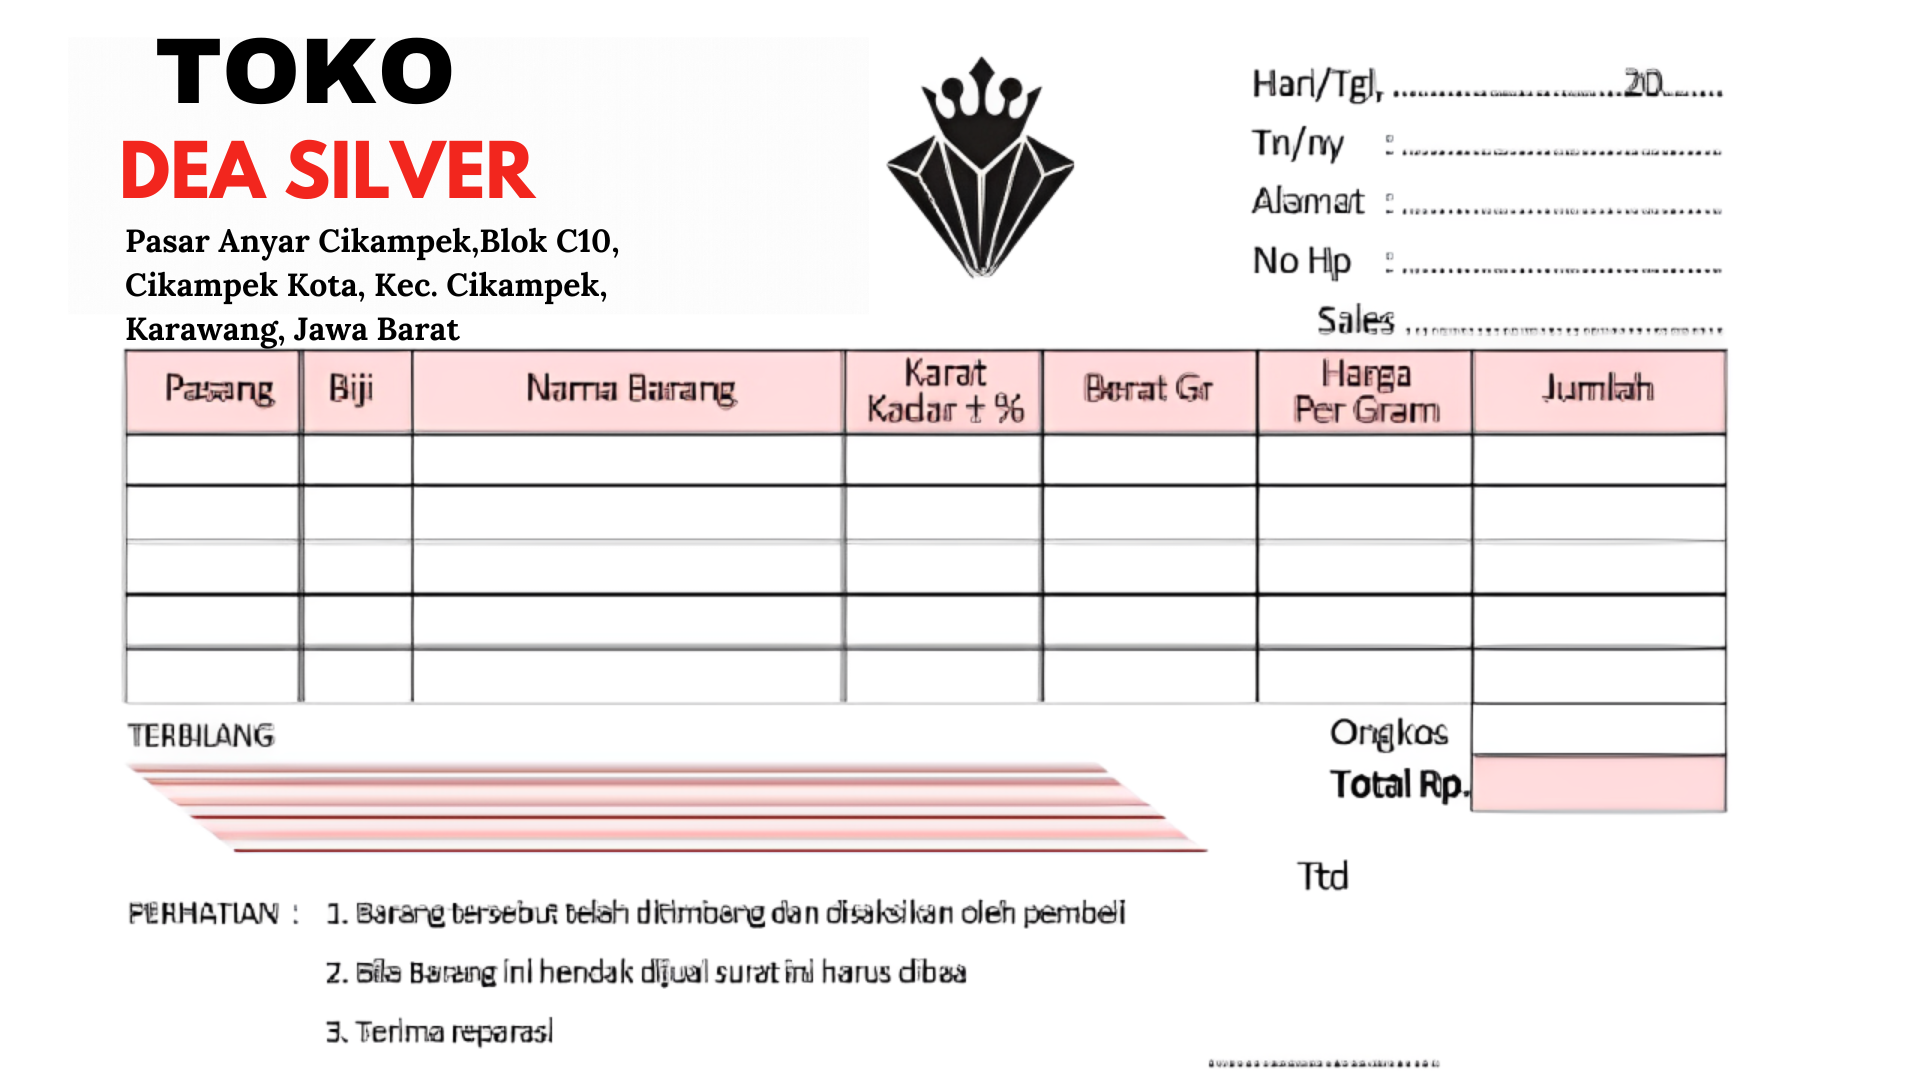 TOKO
DEA SILVER
Pasar Anyar Cikampek,Blok C10,
Cikampek Kota, Kec. Cikampek,
Karawang, Jawa Barat
Hari/Tgl, ..............................20........
Tn/ny : ..............................
Alamat : ..............................
No Hp : ..............................
Sales ..............................
Pasang Biji Nama Barang Karat Kadar ± % Berat Gr Harga Per Gram Jumlah
TERBILANG
Ongkos
Total Rp.
Ttd
PERHATIAN : 1. Barang tersebut telah ditimbang dan disaksikan oleh pembeli
2. Bila Barang ini hendak dijual surat ini harus dibaa
3. Terima reparasi